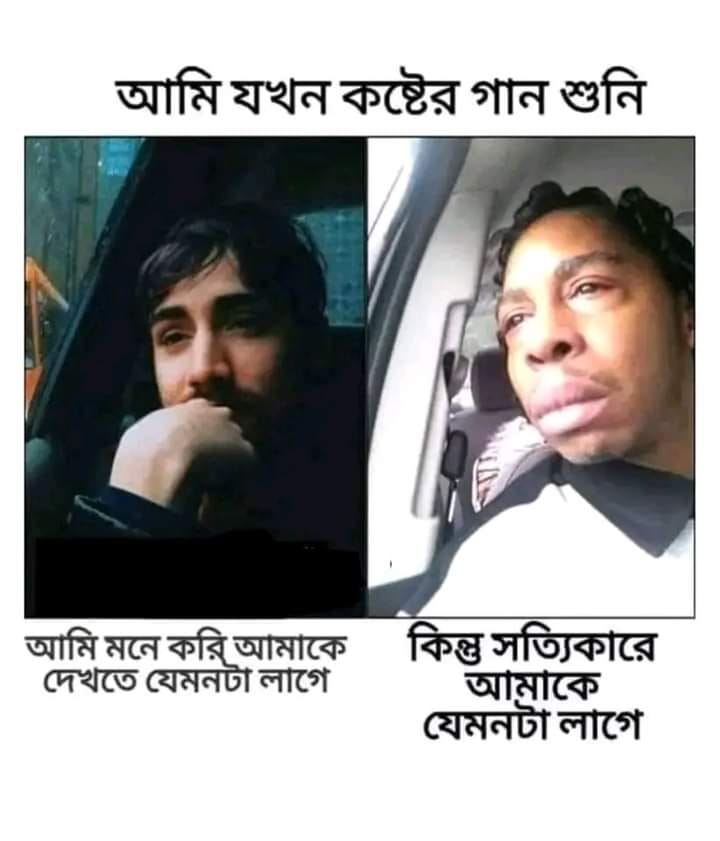 আমি যখন কষ্টের গান শুনি
আমি মনে করি আমাকে
দেখতে যেমনটা লাগে
কিন্তু সত্যিকারে
আমাকে
যেমনটা লাগে